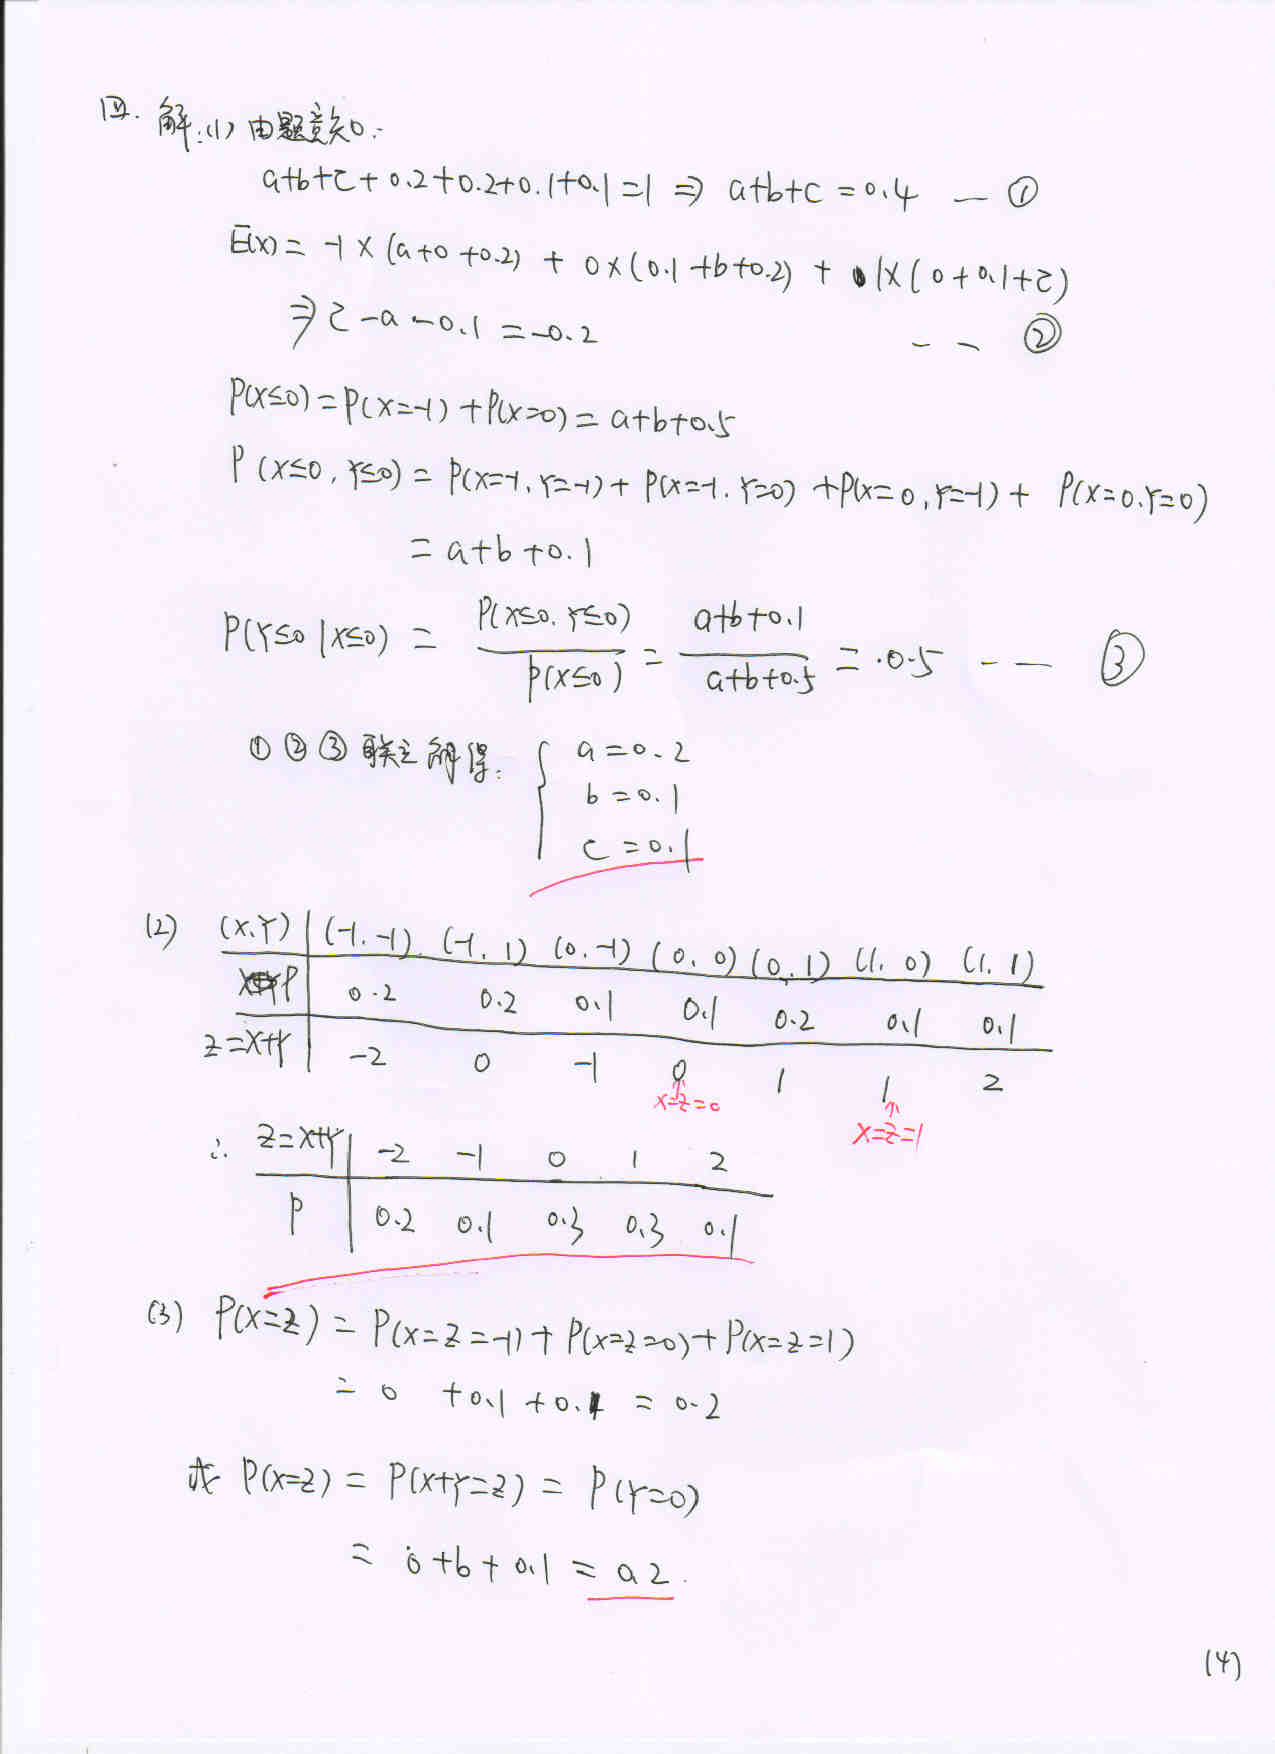 四. 解:(1) 由题意知:
a+b+c+0.2+0.2+0.1+0.1=1 ⇒ a+b+c=0.4 — ①
E(X)= -1×(a+0+0.2) + 0×(0.1+b+0.2) + 1×(0+0.1+c)
⇒ c-a-0.1=-0.2 -- ②
P(X≤0)=P(X=-1)+P(X=0)=a+b+0.5
P(X≤0,Y≤0)=P(X=-1,Y=-1)+P(X=-1,Y=0)+P(X=0,Y=-1)+P(X=0,Y=0)
=a+b+0.1
P(Y≤0|X≤0) = P(X≤0,Y≤0)/P(X≤0) = (a+b+0.1)/(a+b+0.5) = 0.5 -- ③
①②③联立解得: { a=0.2
b=0.1
c=0.1
(2) (X,Y) (-1,-1) (-1,1) (0,-1) (0,0) (0,1) (1,0) (1,1)
P 0.2 0.2 0.1 0.1 0.2 0.1 0.1
Z=X+Y -2 0 -1 0 1 1 2
X=Z=0 X=Z=1
∴ Z=X+Y -2 -1 0 1 2
P 0.2 0.1 0.3 0.3 0.1
(3) P(X=Z) = P(X=Z=-1)+P(X=Z=0)+P(X=Z=1)
= 0 +0.1+0.1 = 0.2
或 P(X=Z) = P(X+Y=Z) = P(Y=0)
= 0+b+0.1 = 0.2.
(4)